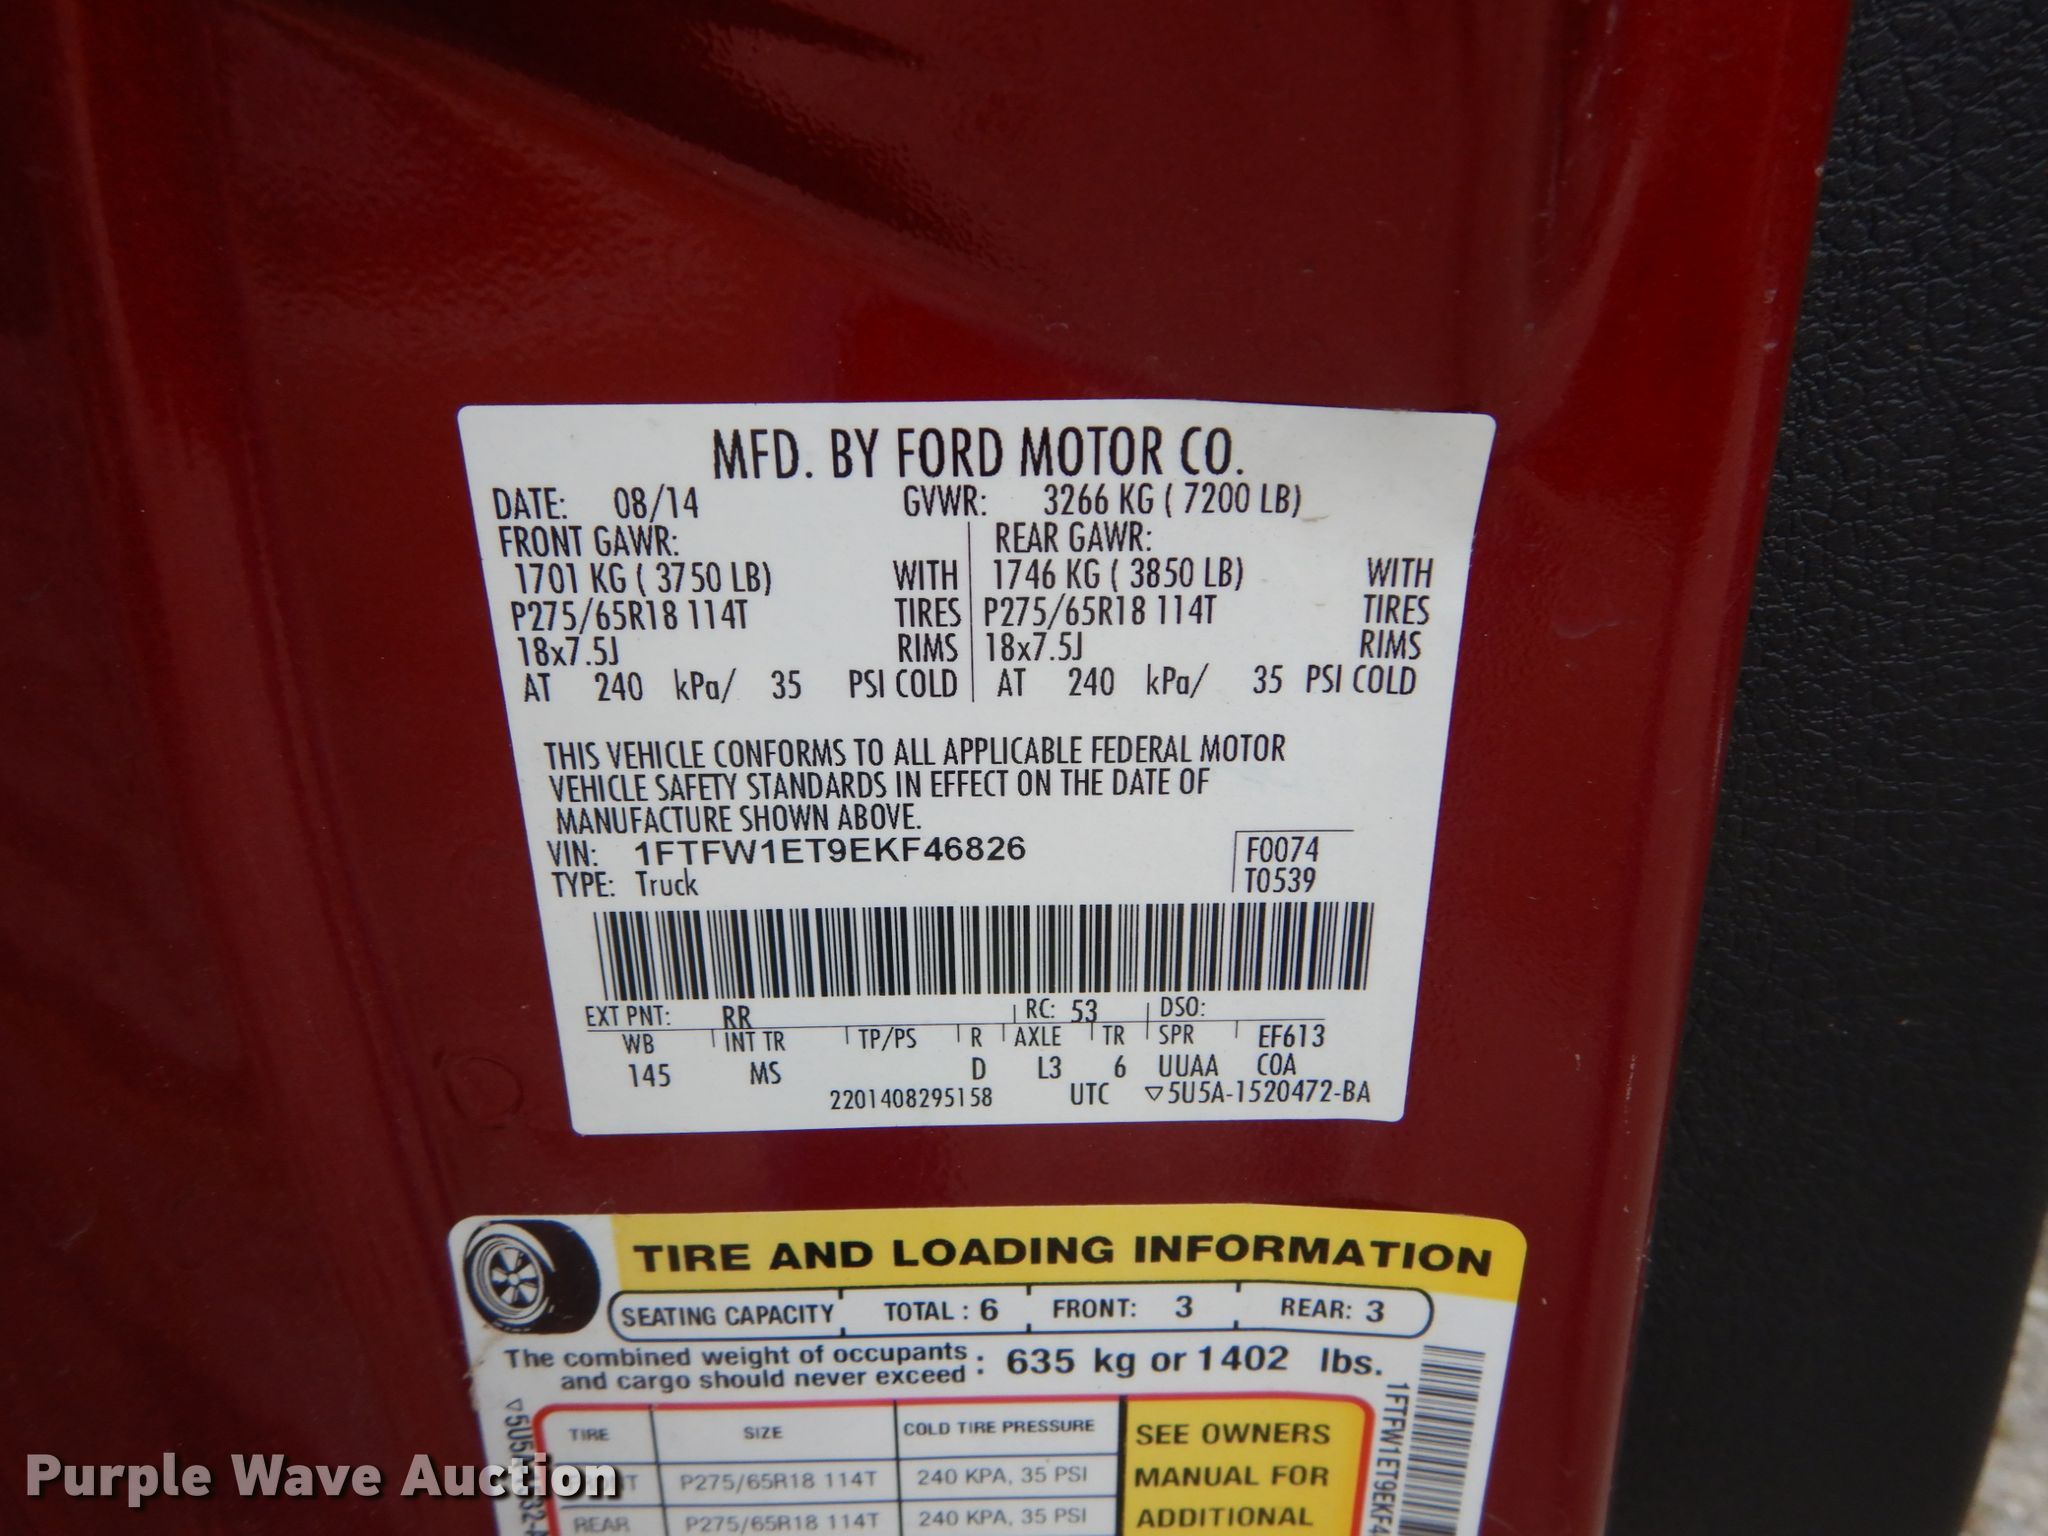 MFD. BY FORD MOTOR CO.
DATE: 08/14 GVWR: 3266 KG ( 7200 LB)
FRONT GAWR: REAR GAWR:
1701 KG ( 3750 LB) WITH 1746 KG ( 3850 LB) WITH
P275/65R18 114T TIRES P275/65R18 114T TIRES
18x7.5J RIMS 18x7.5J RIMS
AT 240 kPa/ 35 PSI COLD AT 240 kPa/ 35 PSI COLD
THIS VEHICLE CONFORMS TO ALL APPLICABLE FEDERAL MOTOR
VEHICLE SAFETY STANDARDS IN EFFECT ON THE DATE OF
MANUFACTURE SHOWN ABOVE.
VIN: 1FTFW1ET9EKF46826 F0074
TYPE: Truck T0539
EXT PNT: RR RC: 53 DSO:
WB INT TR TP/PS R AXLE TR SPR EF613
145 MS D L3 6 UUAA COA
2201408295158 UTC ▽5U5A-1520472-BA
TIRE AND LOADING INFORMATION
SEATING CAPACITY TOTAL : 6 FRONT: 3 REAR: 3
The combined weight of occupants
and cargo should never exceed : 635 kg or 1402 lbs.
TIRE SIZE COLD TIRE PRESSURE SEE OWNERS
P275/65R18 114T 240 KPA, 35 PSI MANUAL FOR
REAR P275/65R18 114T 240 KPA, 35 PSI ADDITIONAL
1FTFW1ET9EKF4
Purple Wave Auction